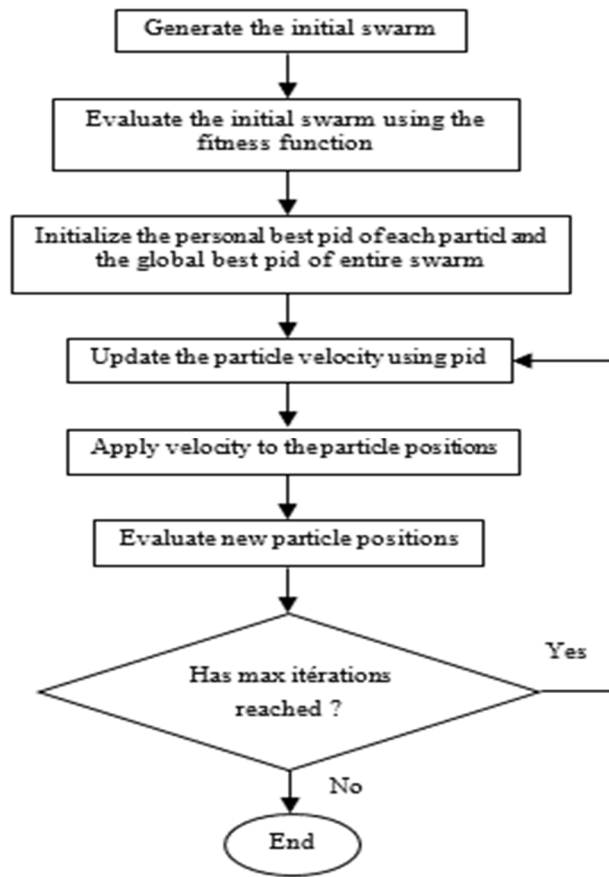 Generate the initial swarm
Evaluate the initial swarm using the
fitness function
Initialize the personal best pid of each particl and
the global best pid of entire swarm
Update the particle velocity using pid
Apply velocity to the particle positions
Evaluate new particle positions
Has max itérations
reached ?
Yes
No
End